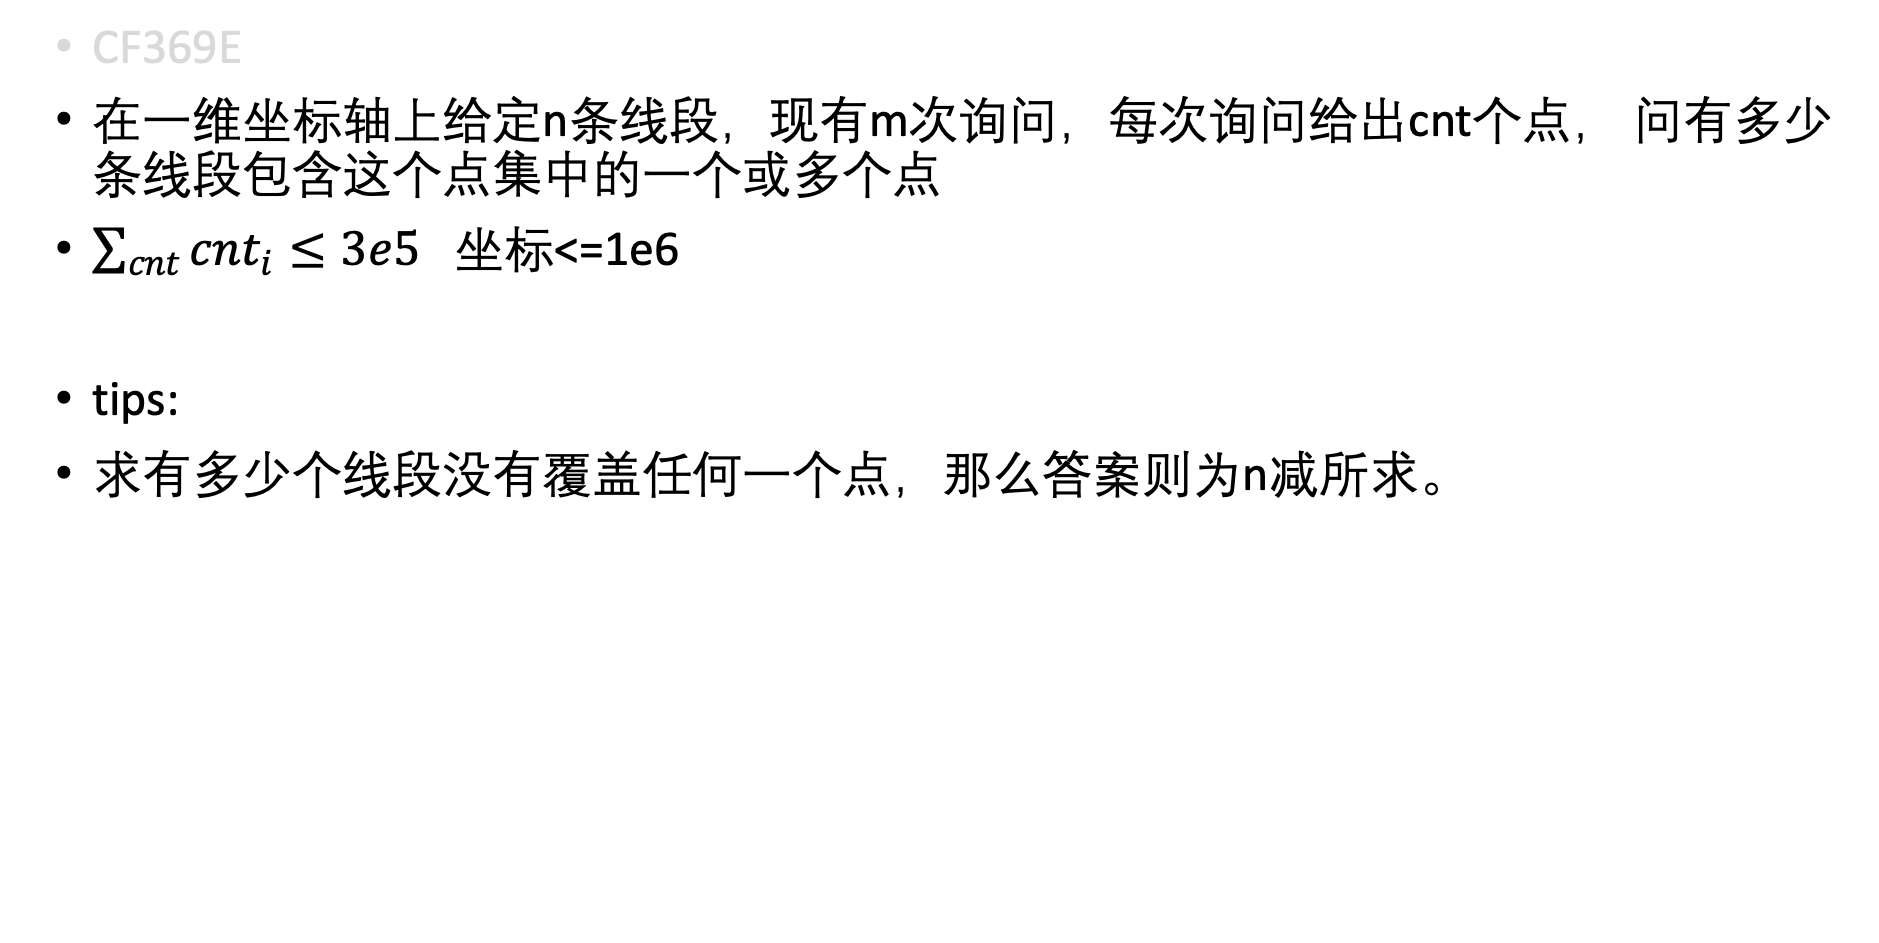 • CF369E
• 在一维坐标轴上给定n条线段，现有m次询问，每次询问给出cnt个点， 问有多少
条线段包含这个点集中的一个或多个点
• ∑cnt cnti ≤ 3e5 坐标<=1e6
• tips:
• 求有多少个线段没有覆盖任何一个点，那么答案则为n减所求。